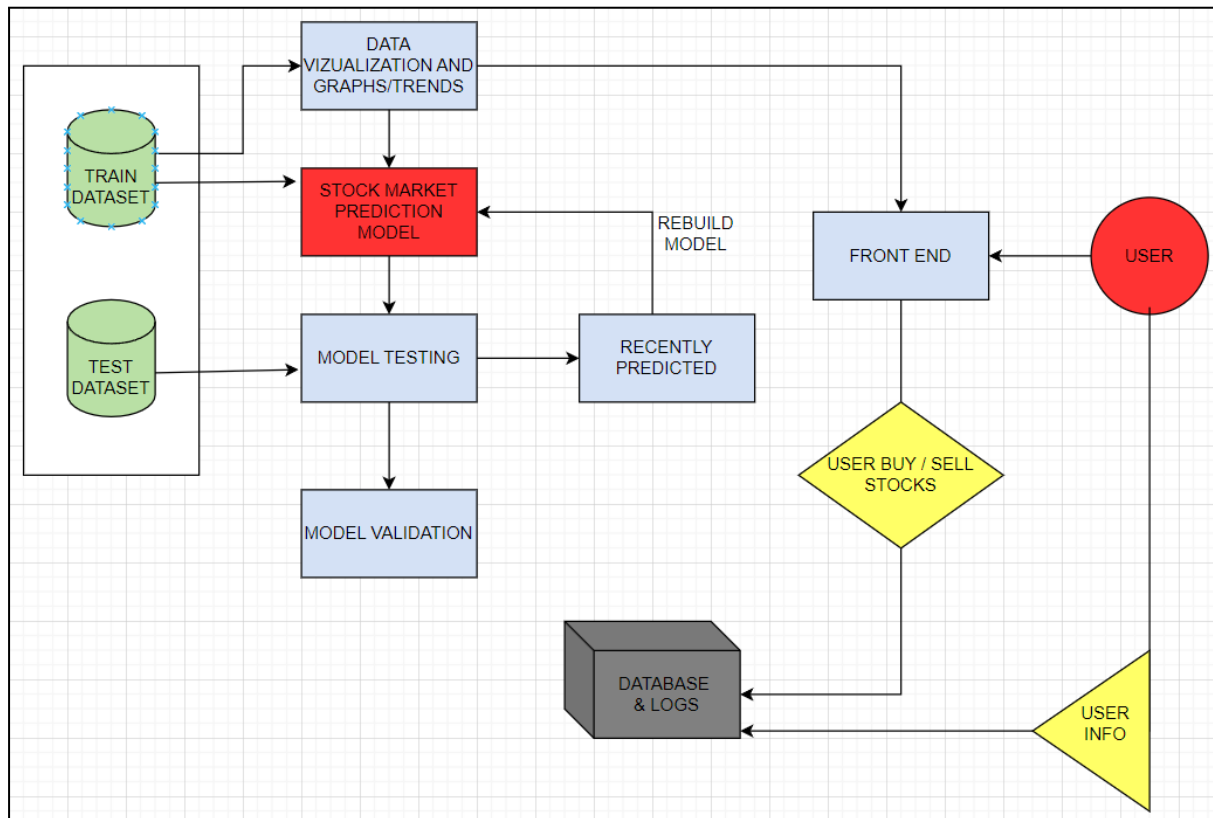 DATA
VIZUALIZATION AND
GRAPHS/TRENDS
TRAIN
DATASET
STOCK MARKET
PREDICTION
MODEL
REBUILD
MODEL
FRONT END
USER
TEST
DATASET
MODEL TESTING
RECENTLY
PREDICTED
USER BUY / SELL
STOCKS
MODEL VALIDATION
DATABASE
& LOGS
USER
INFO